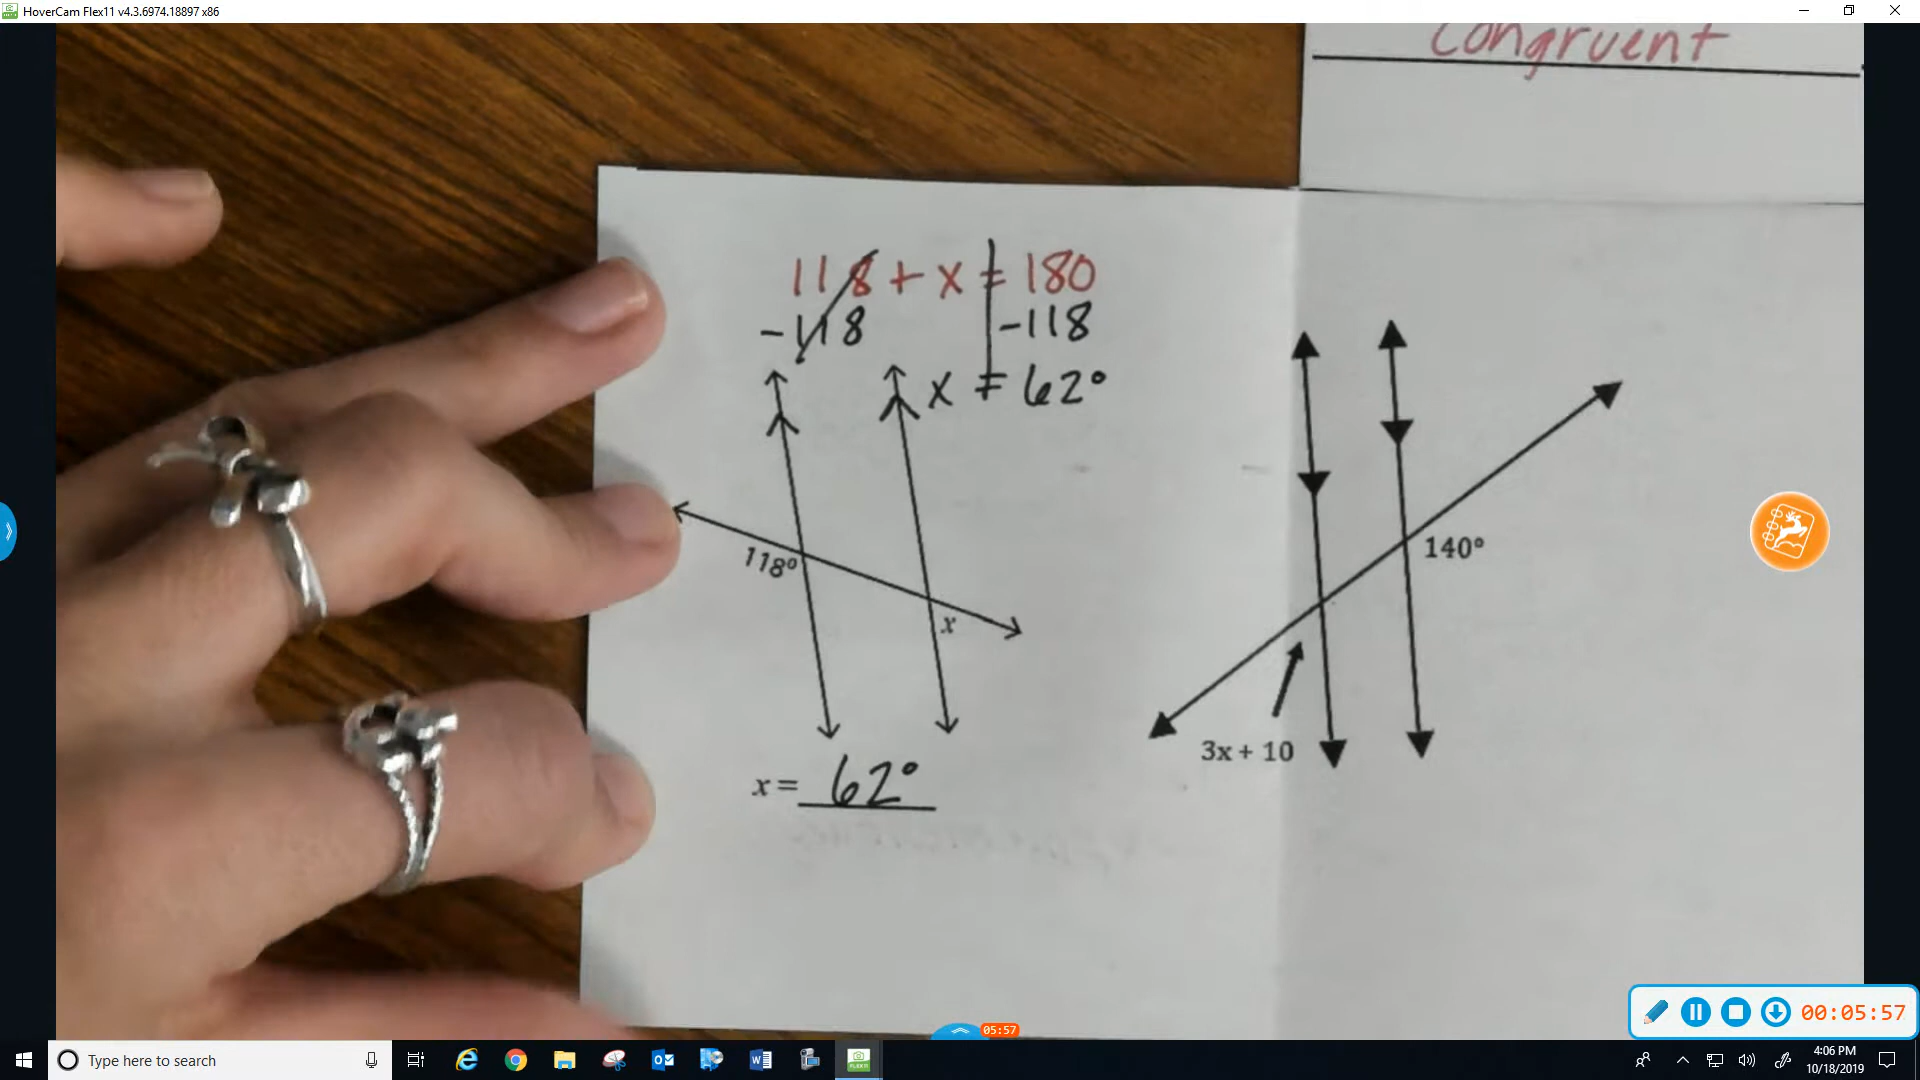 HoverCam Flex11 v4.3.6974.18897 x86
Congruent
118 + x = 180
-118 -118
x = 62°
118°
x
x = 62°
140°
3x + 10
05:57
00:05:57
Type here to search
4:06 PM
10/18/2019